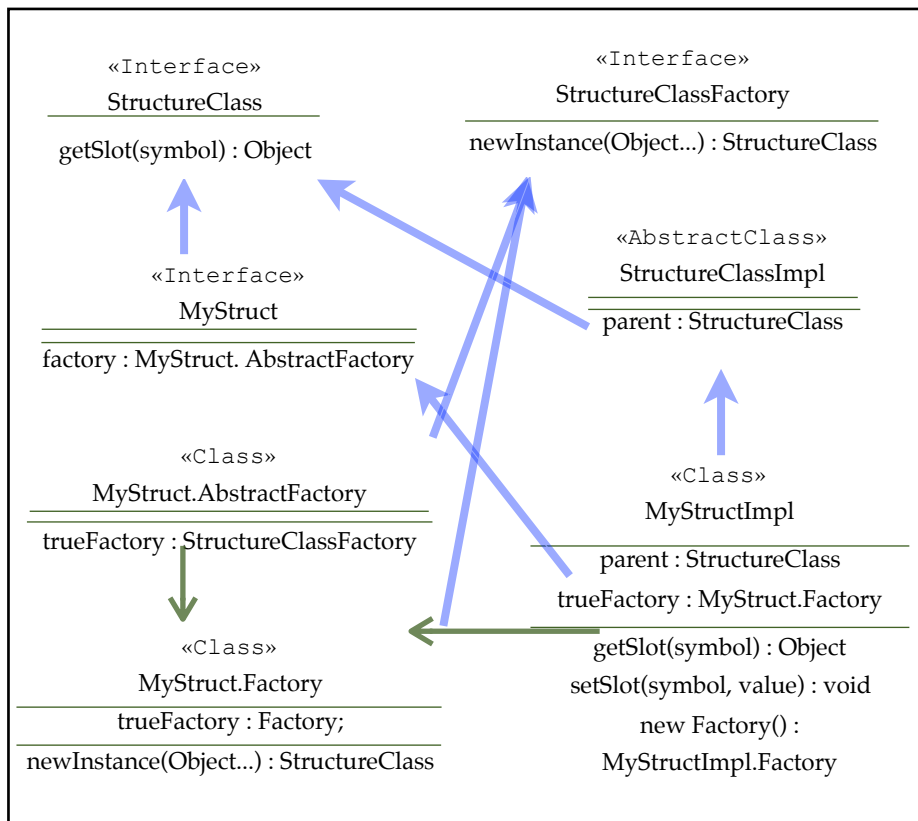 «Interface»
StructureClass
getSlot(symbol) : Object
«Interface»
StructureClassFactory
newInstance(Object...) : StructureClass
«Interface»
MyStruct
factory : MyStruct. AbstractFactory
«AbstractClass»
StructureClassImpl
parent : StructureClass
«Class»
MyStruct.AbstractFactory
trueFactory : StructureClassFactory
«Class»
MyStructImpl
parent : StructureClass
trueFactory : MyStruct.Factory
getSlot(symbol) : Object
setSlot(symbol, value) : void
new Factory() :
MyStructImpl.Factory
«Class»
MyStruct.Factory
trueFactory : Factory;
newInstance(Object...) : StructureClass